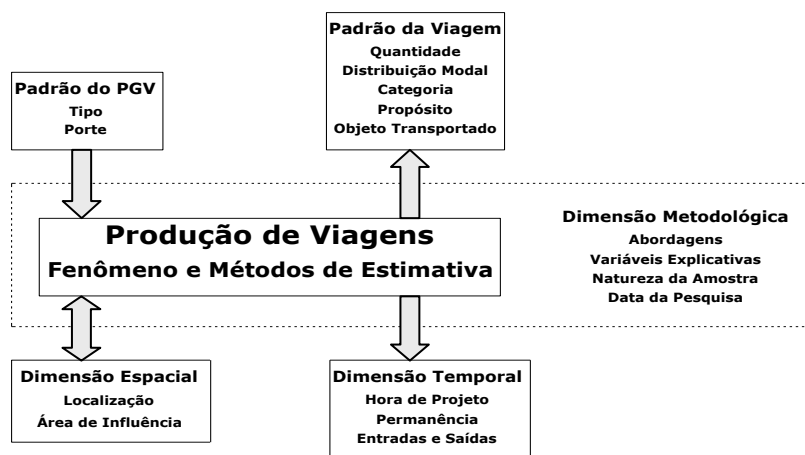 Padrão da Viagem
Quantidade
Distribuição Modal
Categoria
Propósito
Objeto Transportado
Padrão do PGV
Tipo
Porte
Produção de Viagens
Fenômeno e Métodos de Estimativa
Dimensão Metodológica
Abordagens
Variáveis Explicativas
Natureza da Amostra
Data da Pesquisa
Dimensão Espacial
Localização
Área de Influência
Dimensão Temporal
Hora de Projeto
Permanência
Entradas e Saídas